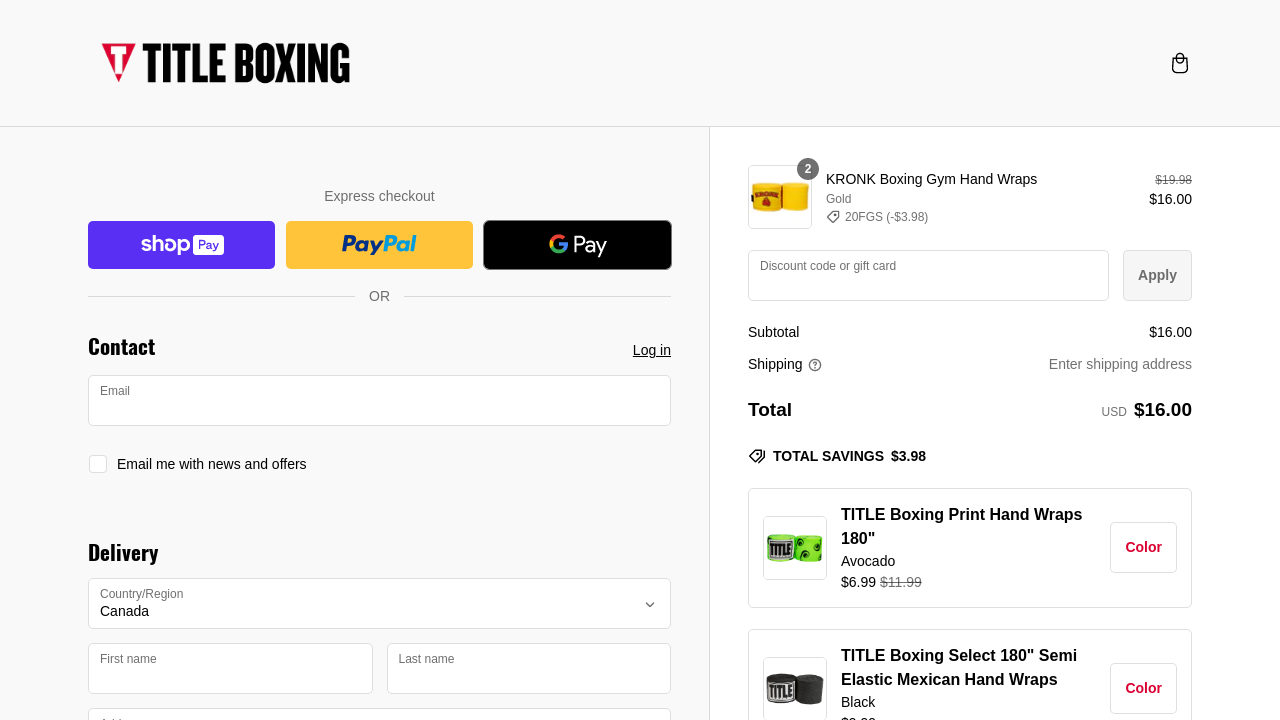 TITLE BOXING
Express checkout
shop Pay
PayPal
G Pay
OR
Contact
Log in
Email
Email me with news and offers
Delivery
Country/Region
Canada
First name
Last name
2
KRONK
KRONK Boxing Gym Hand Wraps
$19.98
Gold
$16.00
20FGS (-$3.98)
Discount code or gift card
Apply
Subtotal
$16.00
Shipping
Enter shipping address
Total
USD $16.00
TOTAL SAVINGS $3.98
TITLE
TITLE Boxing Print Hand Wraps
180"
Avocado
$6.99 $11.99
Color
TITLE
TITLE Boxing Select 180" Semi
Elastic Mexican Hand Wraps
Black
Color